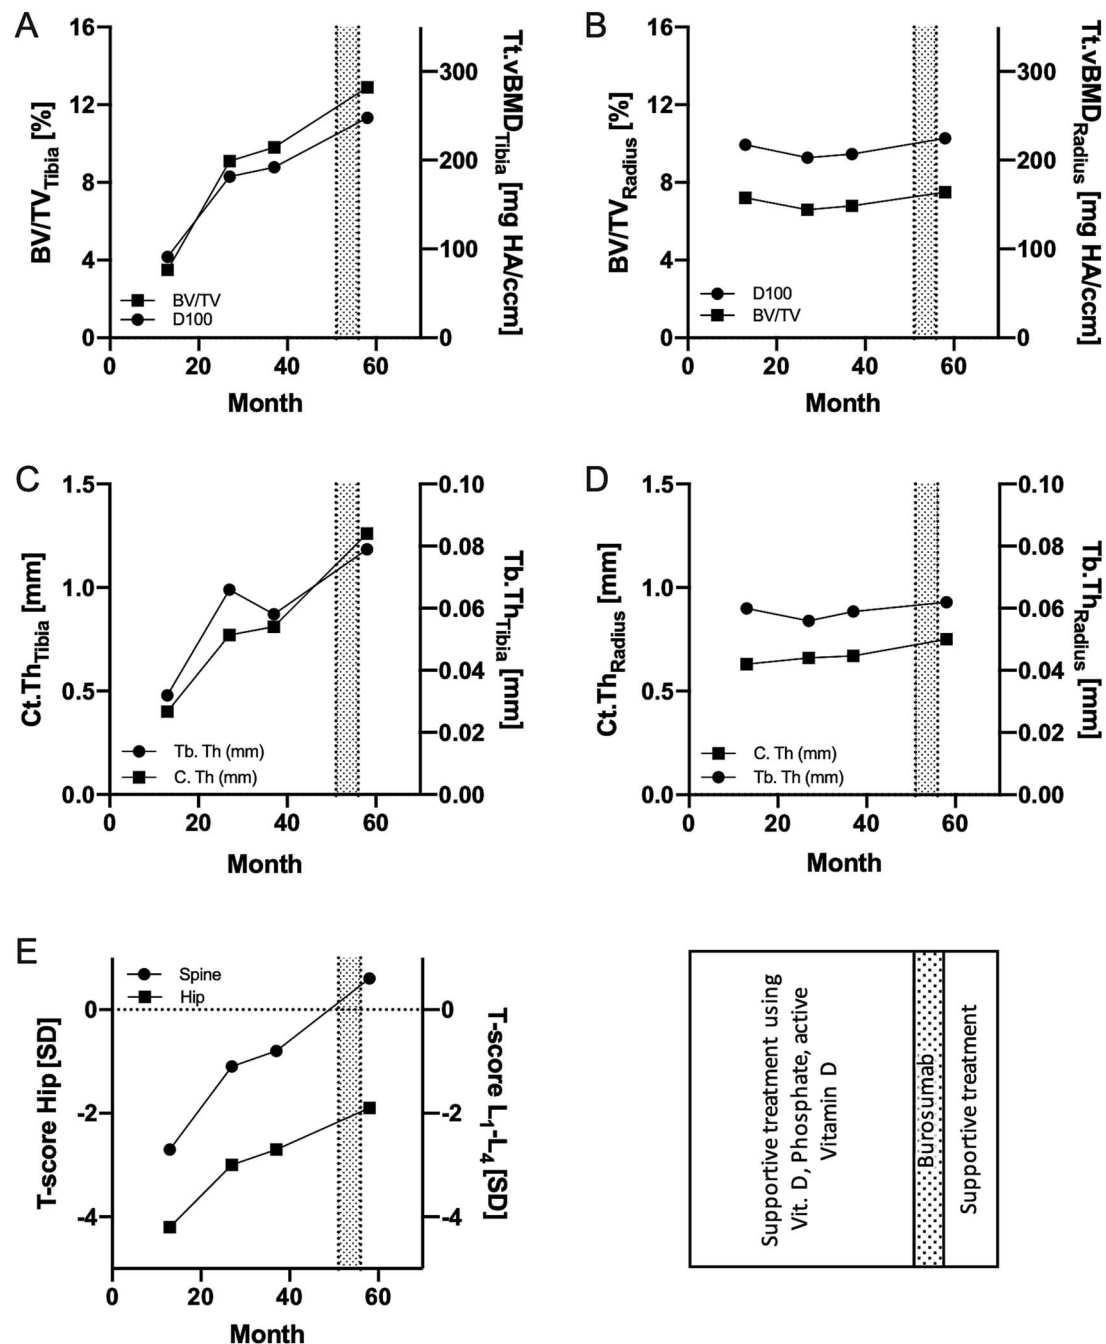 A
16
12
8
4
0
BV/TVTibia [%]
300
200
100
0
Tt.vBMDTibia [mg HA/ccm]
BV/TV
D100
0 20 40 60
Month
B
16
12
8
4
0
BV/TVRadius [%]
300
200
100
0
Tt.vBMDRadius [mg HA/ccm]
D100
BV/TV
0 20 40 60
Month
C
1.5
1.0
0.5
0.0
Ct.ThTibia [mm]
0.10
0.08
0.06
0.04
0.02
0.00
Tb.ThTibia [mm]
Tb. Th (mm)
C. Th (mm)
0 20 40 60
Month
D
1.5
1.0
0.5
0.0
Ct.ThRadius [mm]
0.10
0.08
0.06
0.04
0.02
0.00
Tb.ThRadius [mm]
C. Th (mm)
Tb. Th (mm)
0 20 40 60
Month
E
Spine
Hip
0
-2
-4
T-score Hip [SD]
0
-2
-4
T-score L1-L4 [SD]
0 20 40 60
Month
Supportive treatment using
Vit. D, Phosphate, active
Vitamin D
Burosumab
Supportive treatment